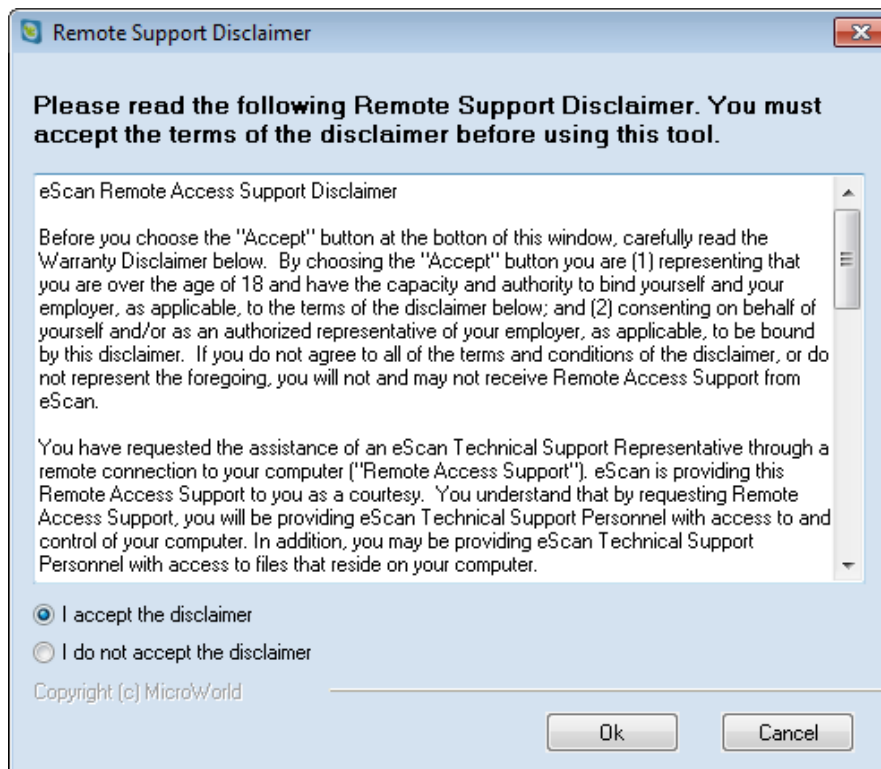 Remote Support Disclaimer
Please read the following Remote Support Disclaimer. You must
accept the terms of the disclaimer before using this tool.
eScan Remote Access Support Disclaimer
Before you choose the "Accept" button at the botton of this window, carefully read the
Warranty Disclaimer below.  By choosing the "Accept" button you are (1) representing that
you are over the age of 18 and have the capacity and authority to bind yourself and your
employer, as applicable, to the terms of the disclaimer below; and (2) consenting on behalf of
yourself and/or as an authorized representative of your employer, as applicable, to be bound
by this disclaimer.  If you do not agree to all of the terms and conditions of the disclaimer, or do
not represent the foregoing, you will not and may not receive Remote Access Support from
eScan.
You have requested the assistance of an eScan Technical Support Representative through a
remote connection to your computer ("Remote Access Support"). eScan is providing this
Remote Access Support to you as a courtesy.  You understand that by requesting Remote
Access Support, you will be providing eScan Technical Support Personnel with access to and
control of your computer. In addition, you may be providing eScan Technical Support
Personnel with access to files that reside on your computer.
I accept the disclaimer
I do not accept the disclaimer
Copyright (c) MicroWorld
Ok
Cancel